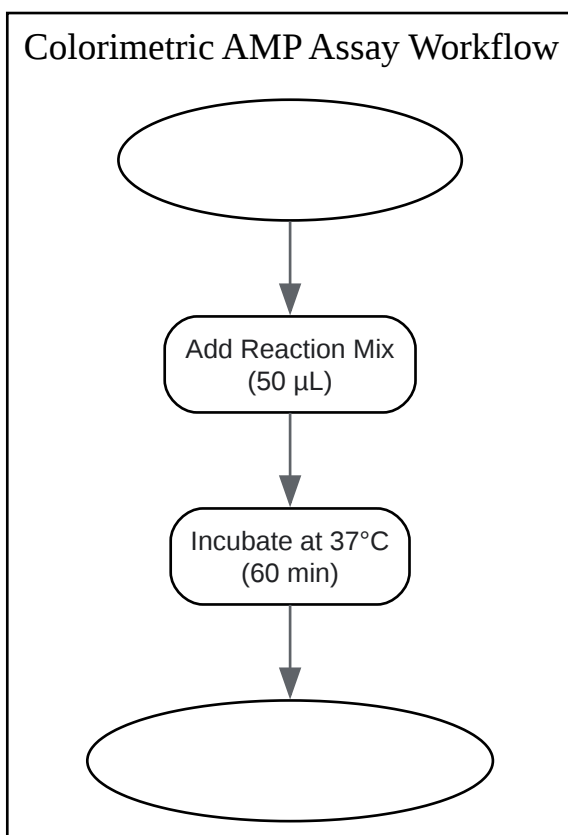 Colorimetric AMP Assay Workflow
Add Reaction Mix
(50 µL)
Incubate at 37°C
(60 min)